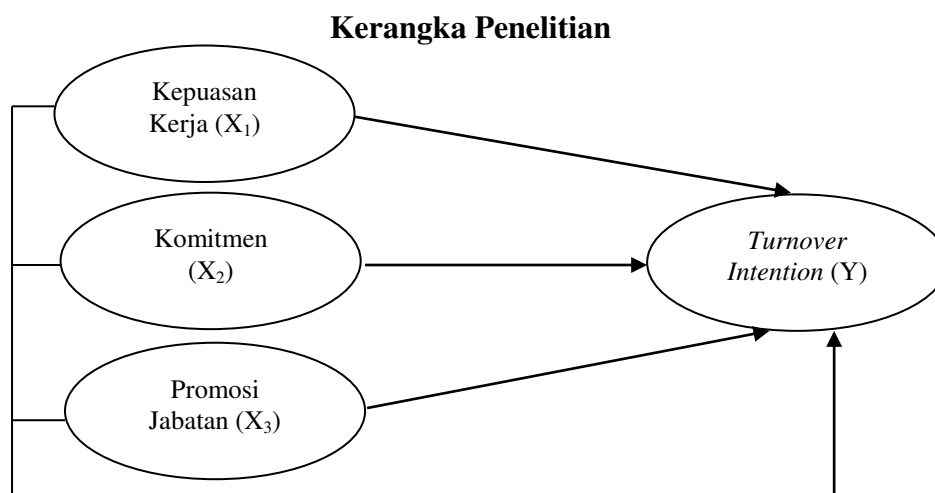 Kerangka Penelitian
Kepuasan
Kerja (X₁)
Komitmen
(X₂)
Turnover
Intention (Y)
Promosi
Jabatan (X₃)